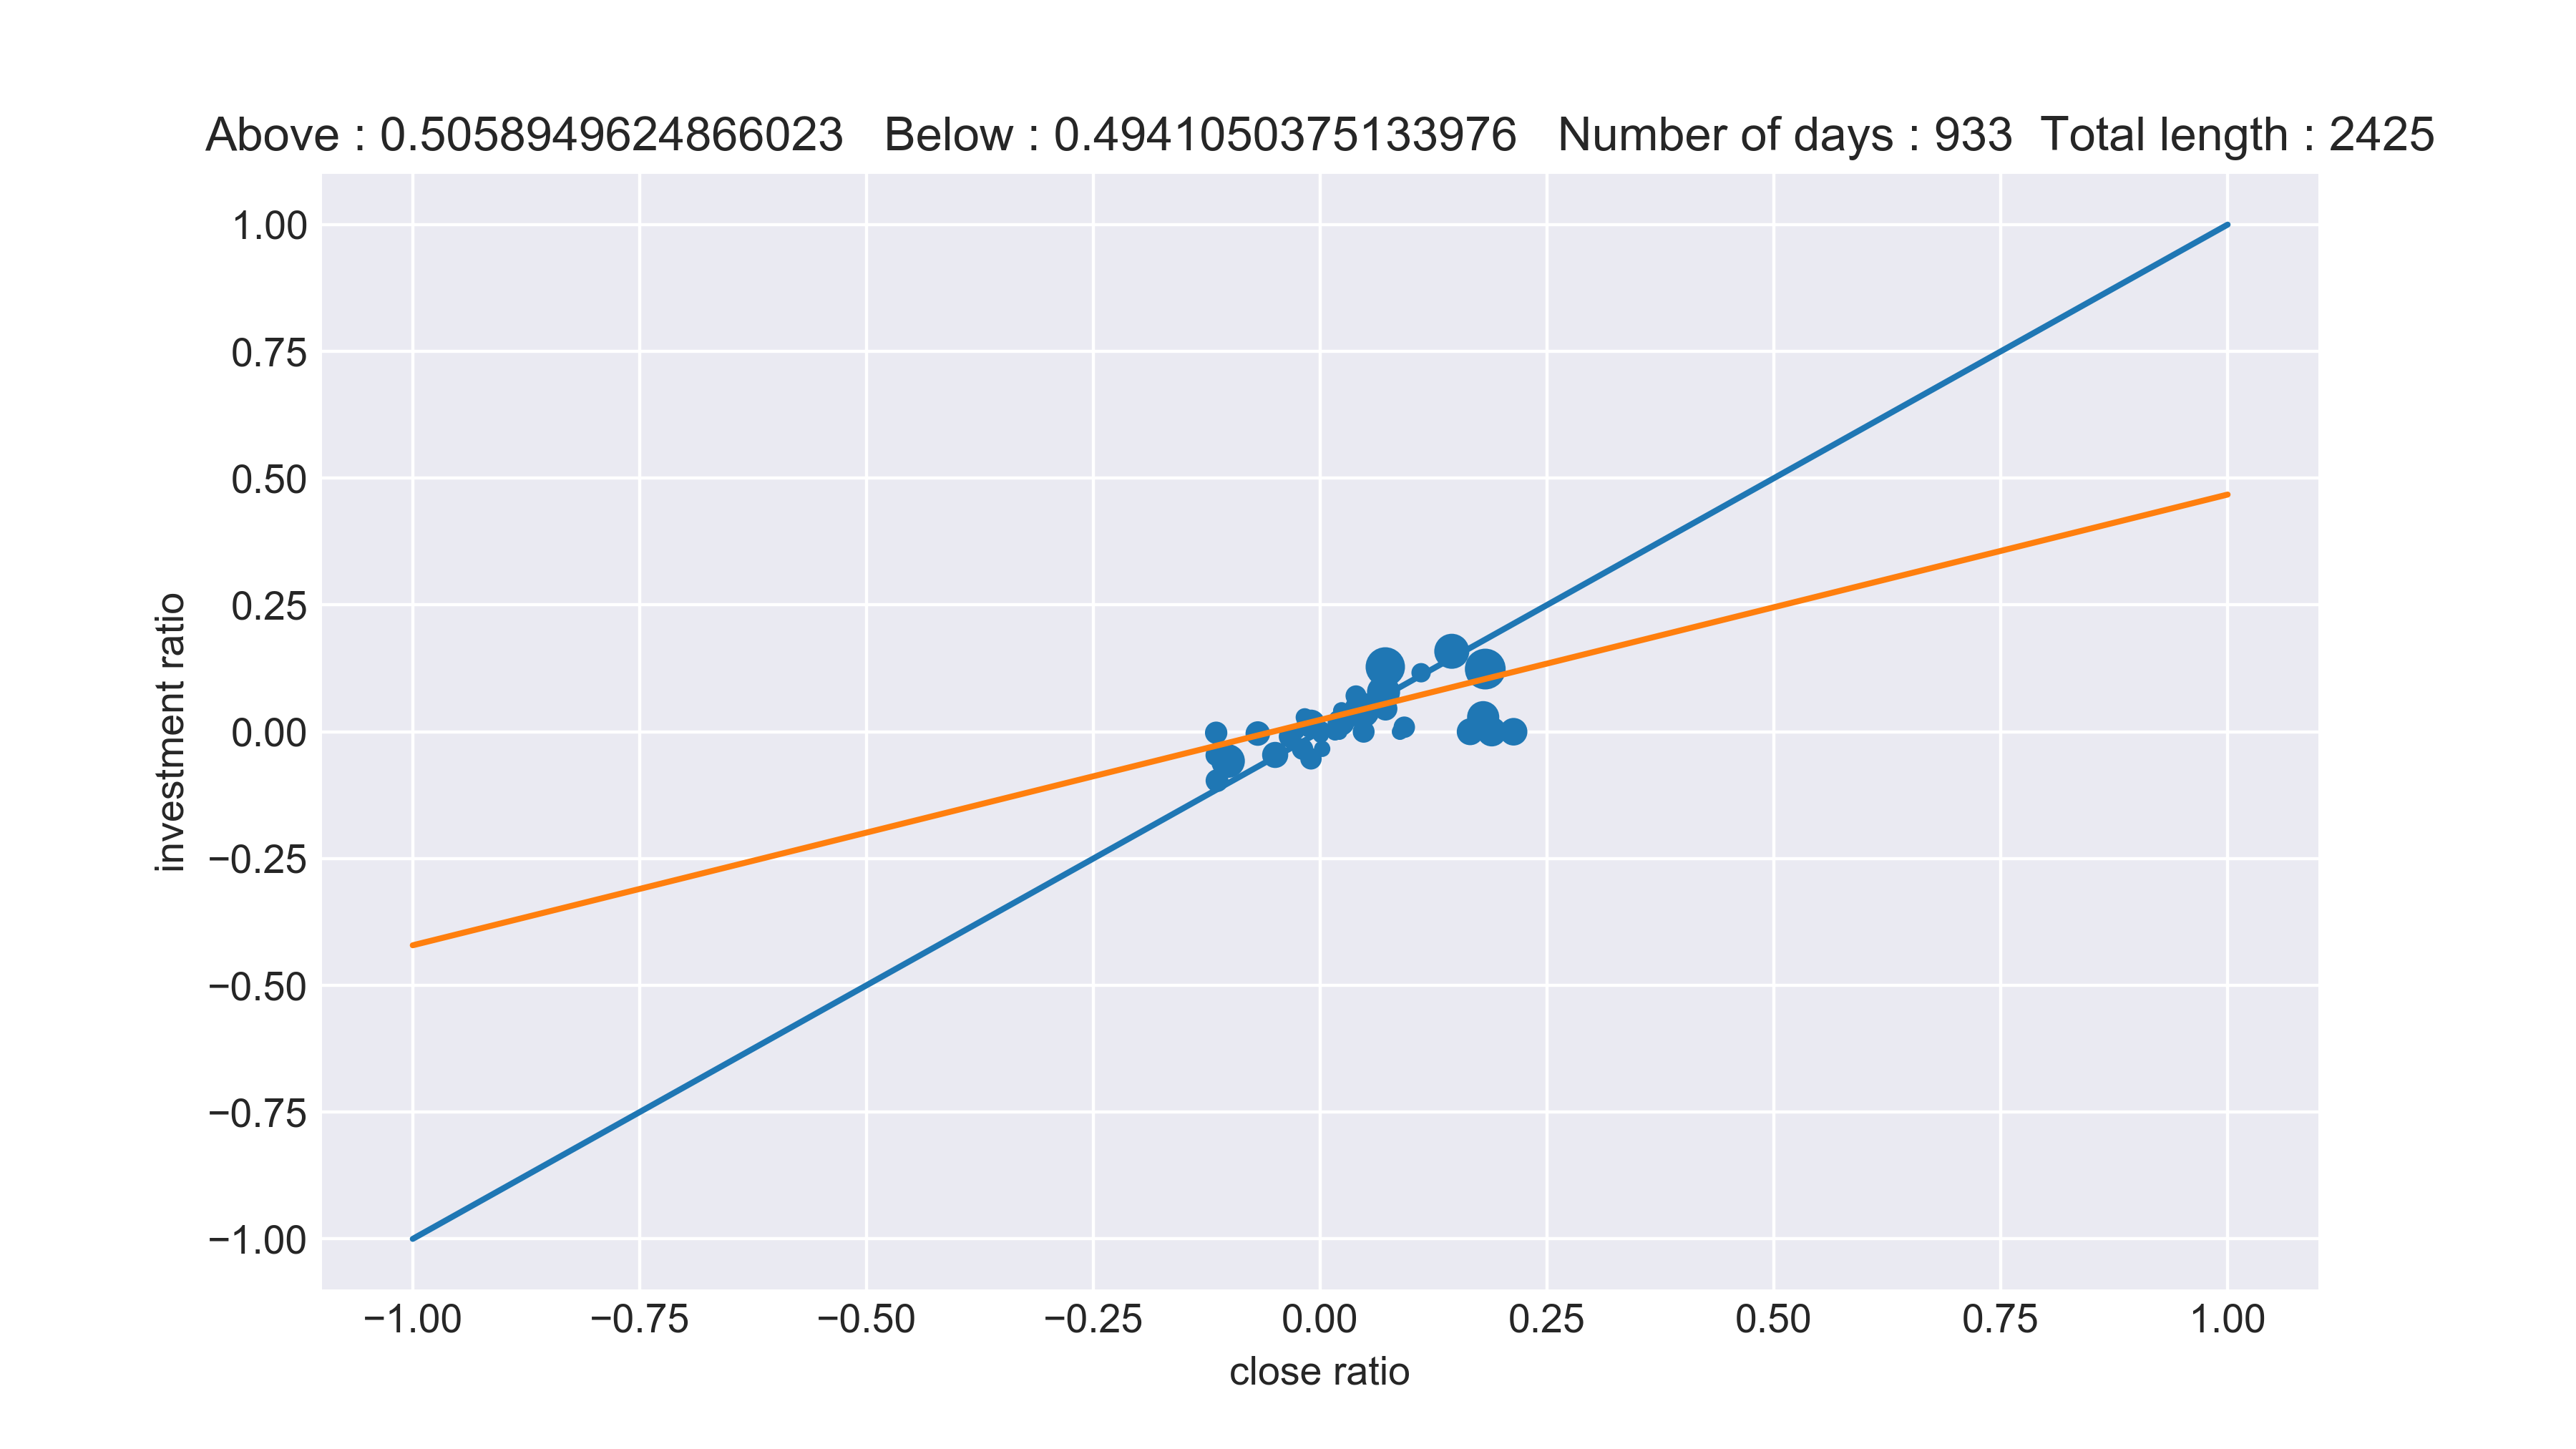 Above : 0.5058949624866023   Below : 0.4941050375133976   Number of days : 933  Total length : 2425
1.00
0.75
0.50
0.25
0.00
−0.25
−0.50
−0.75
−1.00
investment ratio
−1.00 −0.75 −0.50 −0.25 0.00 0.25 0.50 0.75 1.00
close ratio